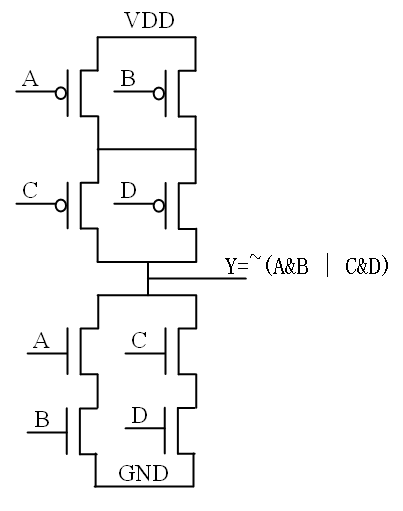 VDD
A B
C D
Y=~(A&B | C&D)
A C
B D
GND